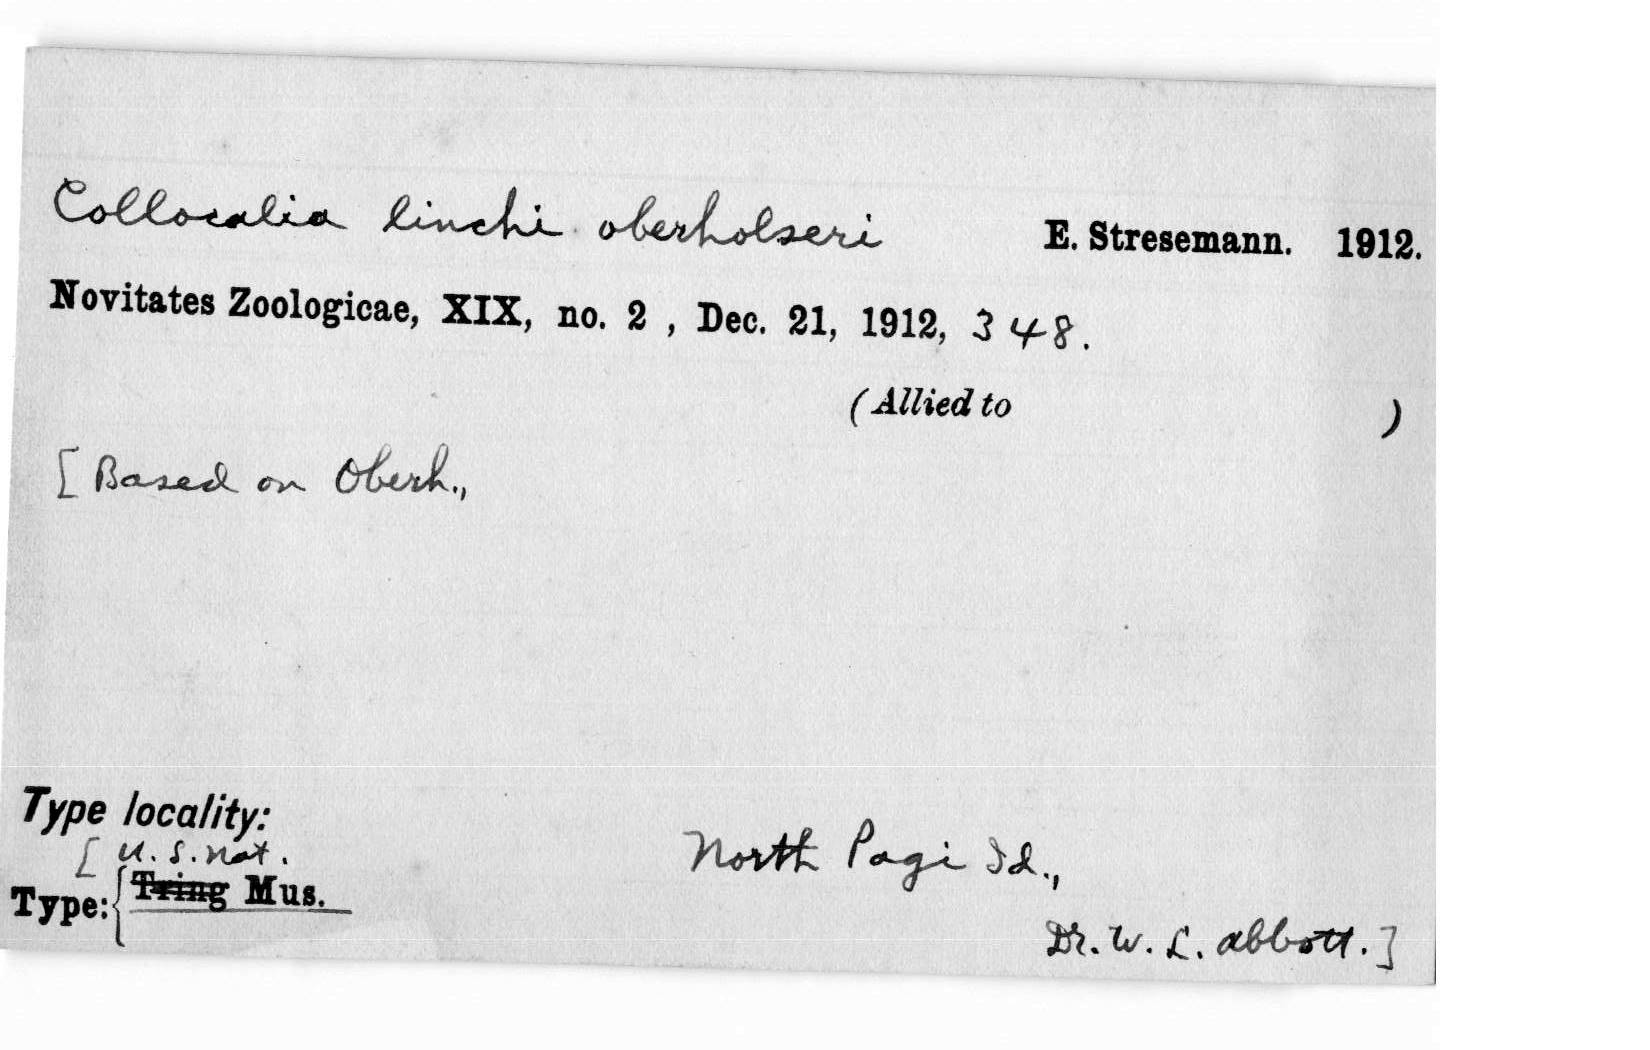 Collocalia linchi oberholseri E. Stresemann. 1912.
Novitates Zoologicae, XIX, no. 2 , Dec. 21, 1912, 348.
(Allied to )
[ Based on Oberh.,
Type locality:
[ U. S. Nat.
North Pagi Id.,
Type: { Tring Mus.
Dr. W. L. Abbott. ]